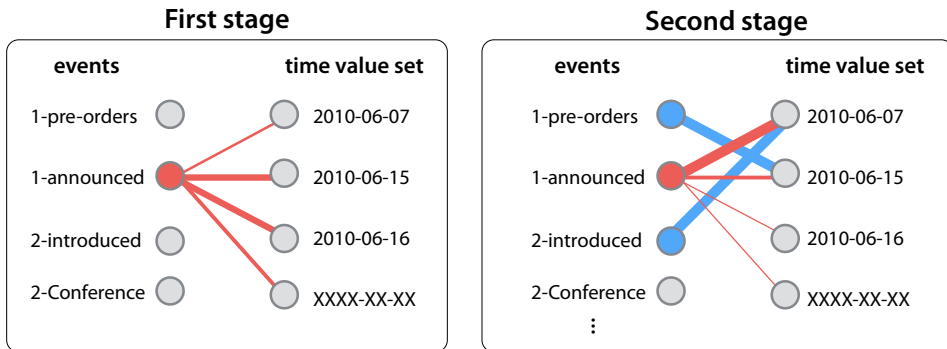 First stage
events time value set
1-pre-orders 2010-06-07
1-announced 2010-06-15
2-introduced 2010-06-16
2-Conference XXXX-XX-XX
Second stage
events time value set
1-pre-orders 2010-06-07
1-announced 2010-06-15
2-introduced 2010-06-16
2-Conference XXXX-XX-XX
...